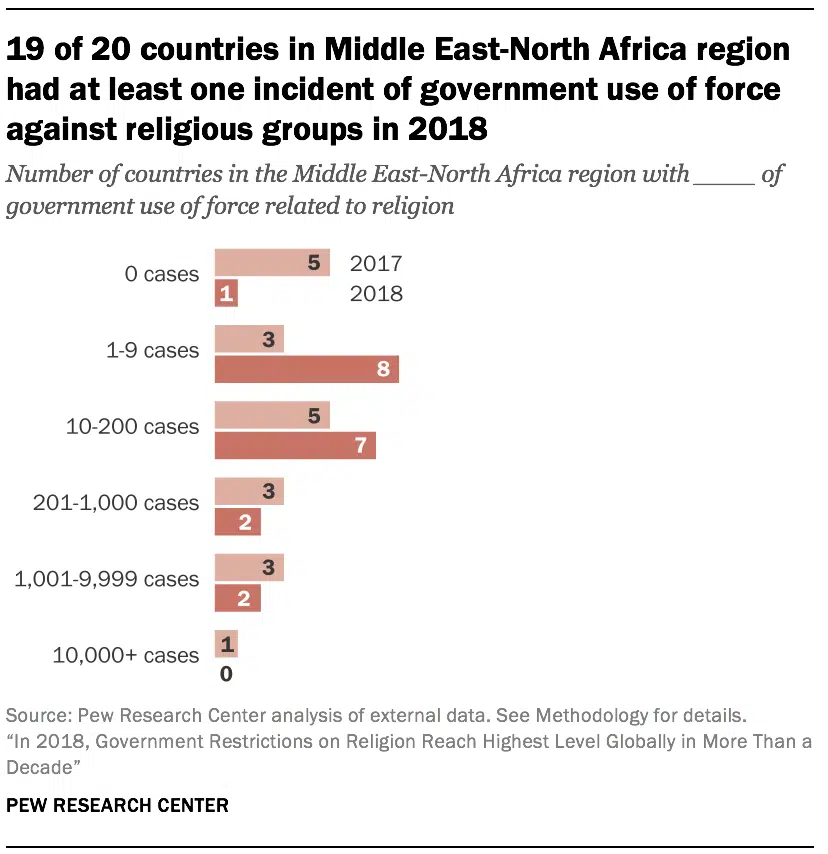 19 of 20 countries in Middle East-North Africa region
had at least one incident of government use of force
against religious groups in 2018
Number of countries in the Middle East-North Africa region with ____ of
government use of force related to religion
0 cases 5 2017
1 2018
1-9 cases 3
8
10-200 cases 5
7
201-1,000 cases 3
2
1,001-9,999 cases 3
2
10,000+ cases 1
0
Source: Pew Research Center analysis of external data. See Methodology for details.
“In 2018, Government Restrictions on Religion Reach Highest Level Globally in More Than a
Decade”
PEW RESEARCH CENTER